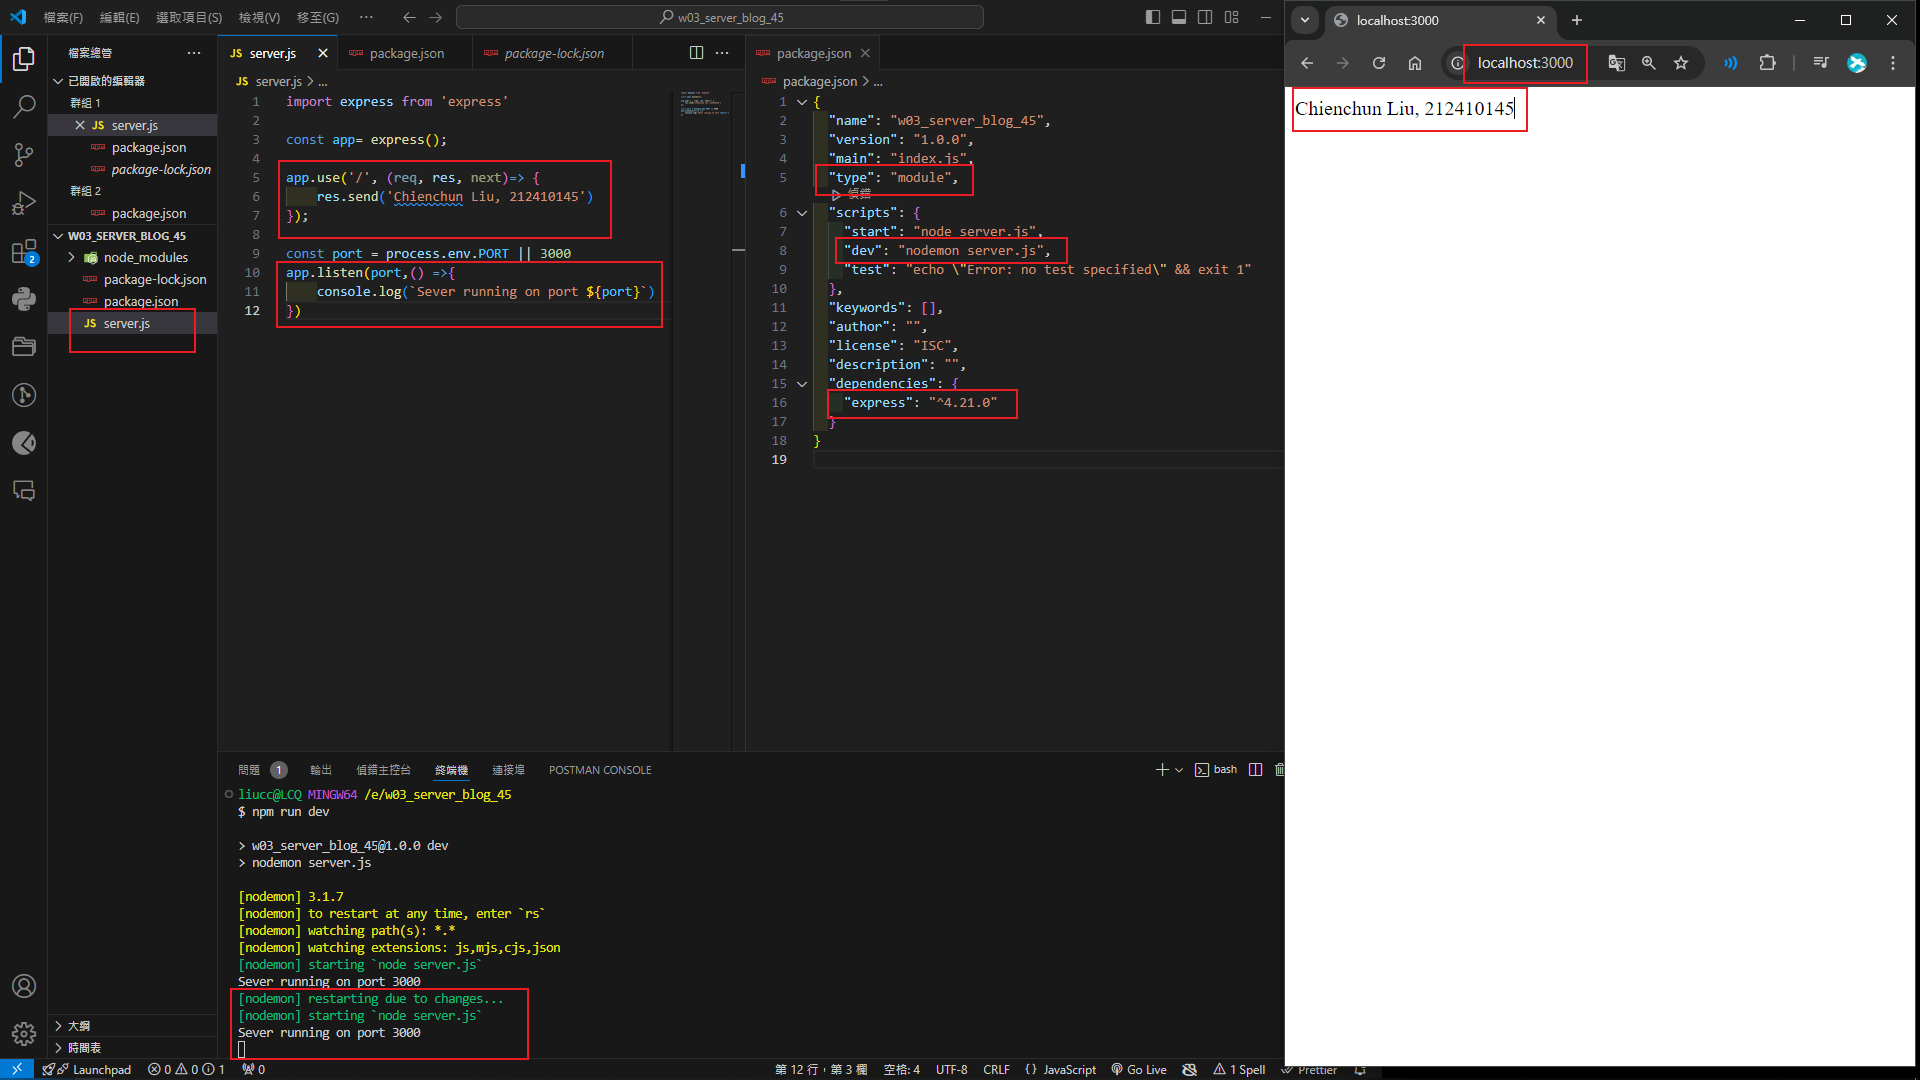 檔案(F) 編輯(E) 選取項目(S) 檢視(V) 移至(G) ··· w03_server_blog_45
檔案總管 ···
已開啟的編輯器
群組 1
JS server.js
package.json
package-lock.json
群組 2
package.json
W03_SERVER_BLOG_45
node_modules
package-lock.json
package.json
JS server.js
大綱
時間表
2
JS server.js package.json package-lock.json
JS server.js > ...
1 import express from 'express'
2
3 const app= express();
4
5 app.use('/', (req, res, next)=> {
6 res.send('Chienchun Liu, 212410145')
7 });
8
9 const port = process.env.PORT || 3000
10 app.listen(port,() =>{
11 console.log(`Sever running on port ${port}`)
12 })
package.json
package.json > ...
1 {
2 "name": "w03_server_blog_45",
3 "version": "1.0.0",
4 "main": "index.js",
5 "type": "module",
偵錯
6 "scripts": {
7 "start": "node server.js",
8 "dev": "nodemon server.js",
9 "test": "echo \"Error: no test specified\" && exit 1"
10 },
11 "keywords": [],
12 "author": "",
13 "license": "ISC",
14 "description": "",
15 "dependencies": {
16 "express": "^4.21.0"
17 }
18 }
19
問題 1 輸出 偵錯主控台 終端機 連接埠 POSTMAN CONSOLE bash
liucc@LCQ MINGW64 /e/w03_server_blog_45
$ npm run dev
> w03_server_blog_45@1.0.0 dev
> nodemon server.js
[nodemon] 3.1.7
[nodemon] to restart at any time, enter `rs`
[nodemon] watching path(s): *.*
[nodemon] watching extensions: js,mjs,cjs,json
[nodemon] starting `node server.js`
Sever running on port 3000
[nodemon] restarting due to changes...
[nodemon] starting `node server.js`
Sever running on port 3000
Launchpad 0 0 1 0 第 12 行，第 3 欄 空格: 4 UTF-8 CRLF {} JavaScript Go Live 1 Spell Prettier
localhost:3000
localhost:3000
Chienchun Liu, 212410145